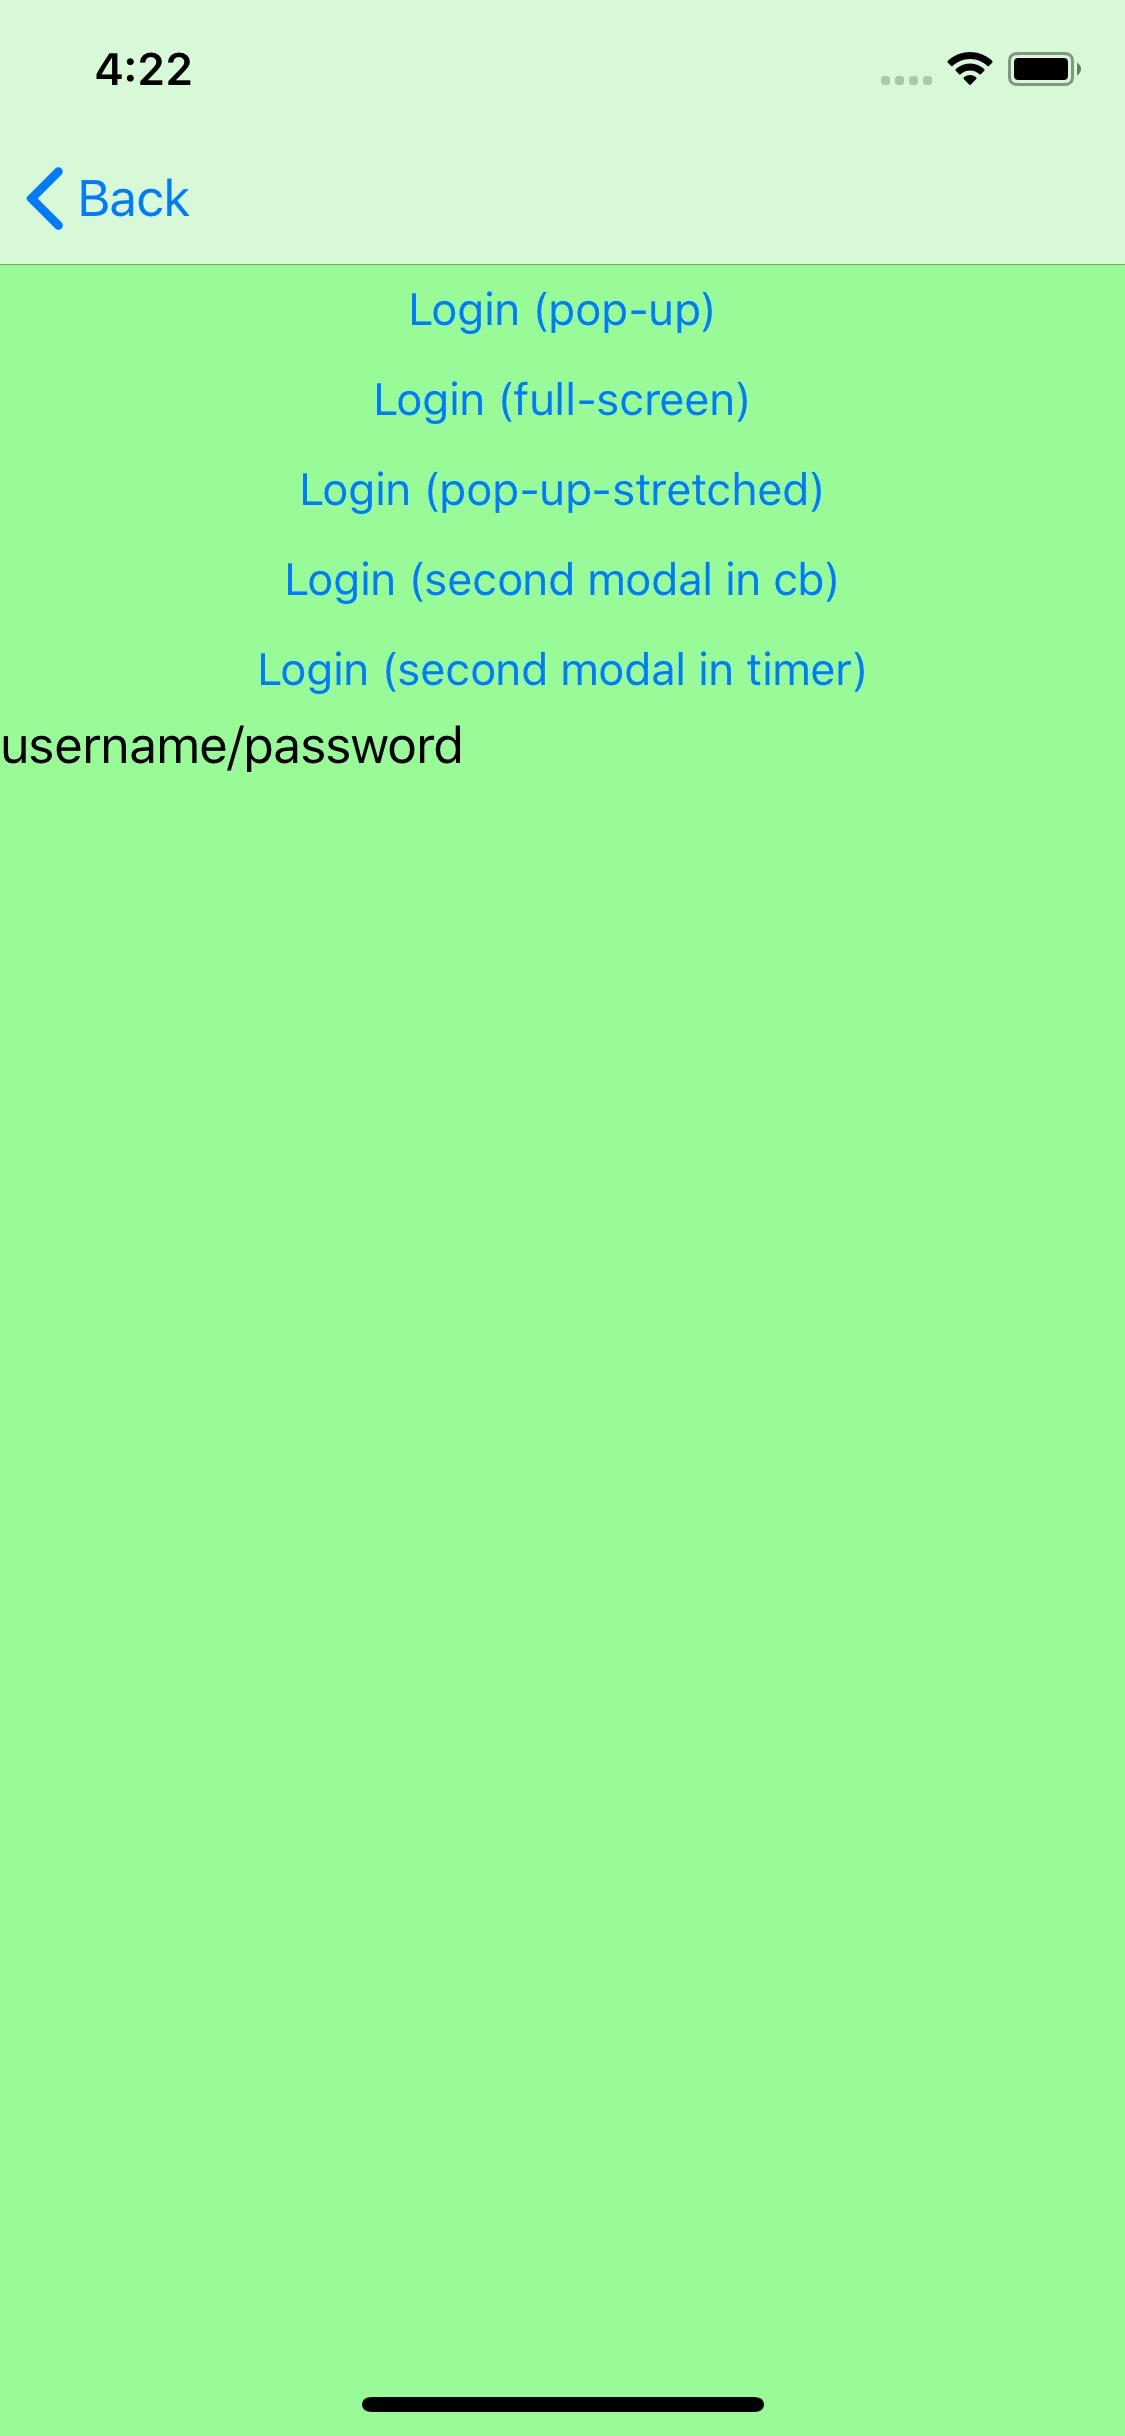 4:22
Back
Login (pop-up)
Login (full-screen)
Login (pop-up-stretched)
Login (second modal in cb)
Login (second modal in timer)
username/password